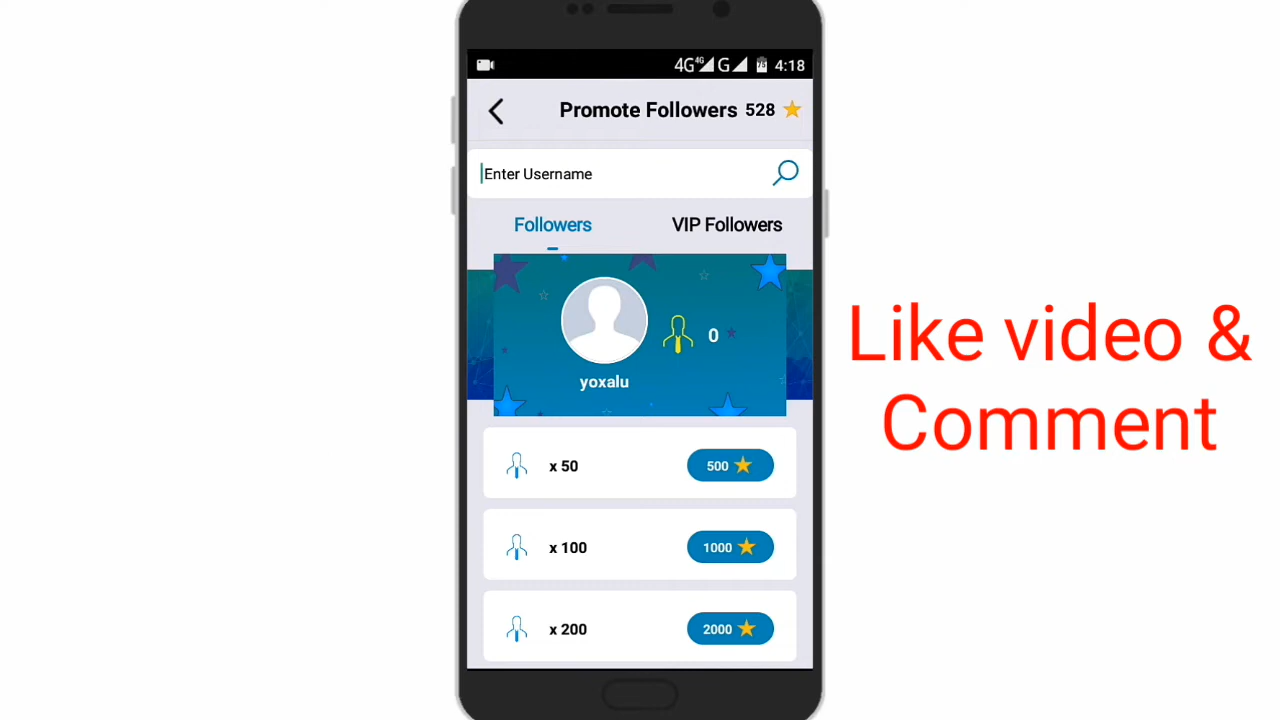 4G 4G G 75 4:18
Promote Followers 528
Enter Username
Followers VIP Followers
0
yoxalu
x 50 500
x 100 1000
x 200 2000
Like video &
Comment